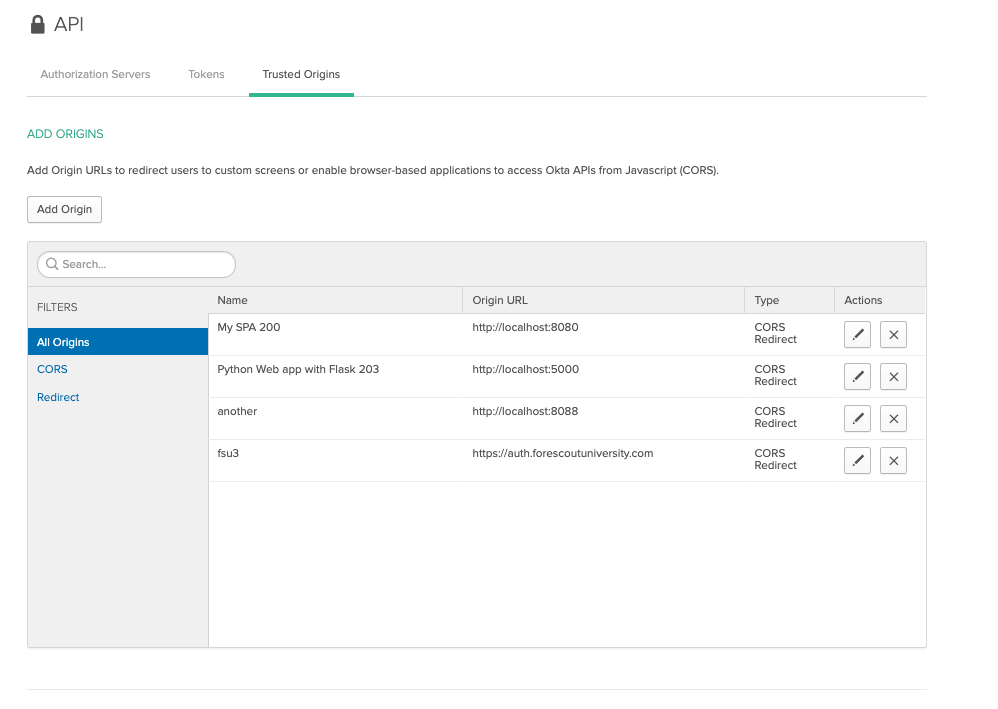 API
Authorization Servers Tokens Trusted Origins
ADD ORIGINS
Add Origin URLs to redirect users to custom screens or enable browser-based applications to access Okta APIs from Javascript (CORS).
Add Origin
Search...
FILTERS
All Origins
CORS
Redirect
Name Origin URL Type Actions
My SPA 200 http://localhost:8080 CORS
Redirect
Python Web app with Flask 203 http://localhost:5000 CORS
Redirect
another http://localhost:8088 CORS
Redirect
fsu3 https://auth.forescoutuniversity.com CORS
Redirect